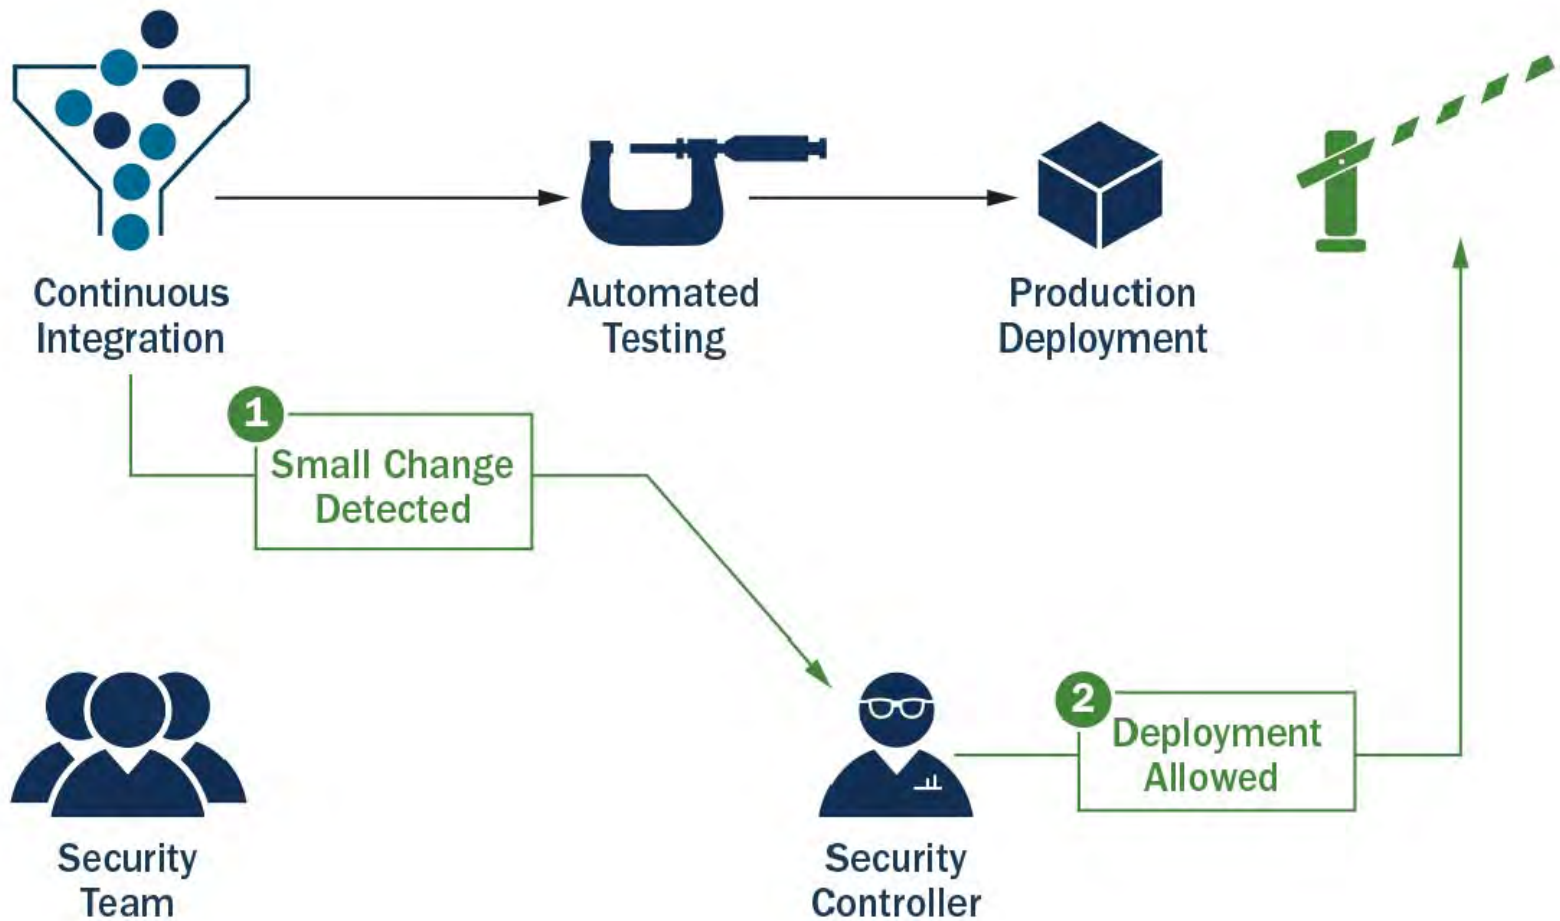 Continuous
Integration
Automated
Testing
Production
Deployment
1
Small Change
Detected
2
Deployment
Allowed
Security
Team
Security
Controller